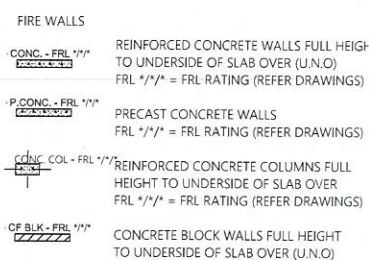 FIRE WALLS
CONC. - FRL */*/*
REINFORCED CONCRETE WALLS FULL HEIGH
TO UNDERSIDE OF SLAB OVER (U.N.O)
FRL */*/* = FRL RATING (REFER DRAWINGS)
P.CONC. - FRL */*/*
PRECAST CONCRETE WALLS
FRL */*/* = FRL RATING (REFER DRAWINGS)
CONC. COL - FRL */*/*
REINFORCED CONCRETE COLUMNS FULL
HEIGHT TO UNDERSIDE OF SLAB OVER
FRL */*/* = FRL RATING (REFER DRAWINGS)
CF BLK - FRL */*/*
CONCRETE BLOCK WALLS FULL HEIGHT
TO UNDERSIDE OF SLAB OVER (U.N.O)